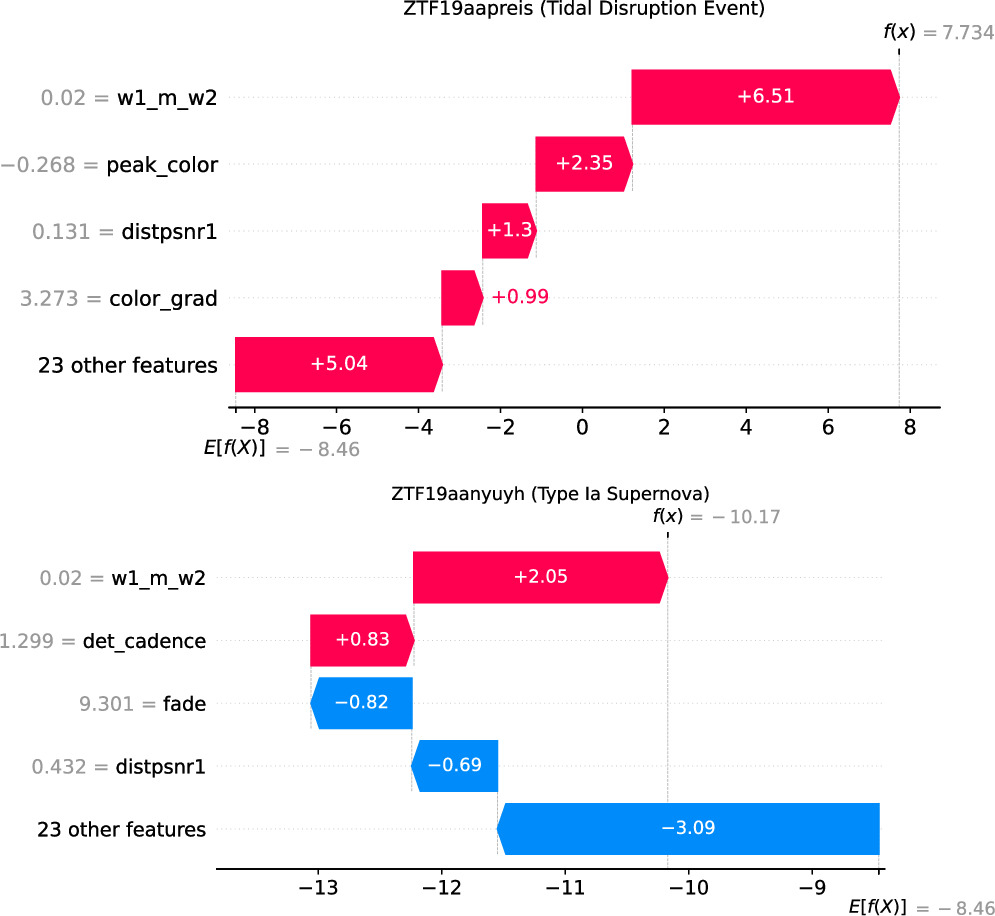 ZTF19aapreis (Tidal Disruption Event)
f(x) = 7.734
0.02 = w1_m_w2
+6.51
−0.268 = peak_color
+2.35
0.131 = distpsnr1
+1.3
3.273 = color_grad
+0.99
23 other features
+5.04
−8 −6 −4 −2 0 2 4 6 8
E[f(X)] = −8.46
ZTF19aanyuyh (Type Ia Supernova)
f(x) = −10.17
0.02 = w1_m_w2
+2.05
1.299 = det_cadence
+0.83
9.301 = fade
−0.82
0.432 = distpsnr1
−0.69
23 other features
−3.09
−13 −12 −11 −10 −9
E[f(X)] = −8.46